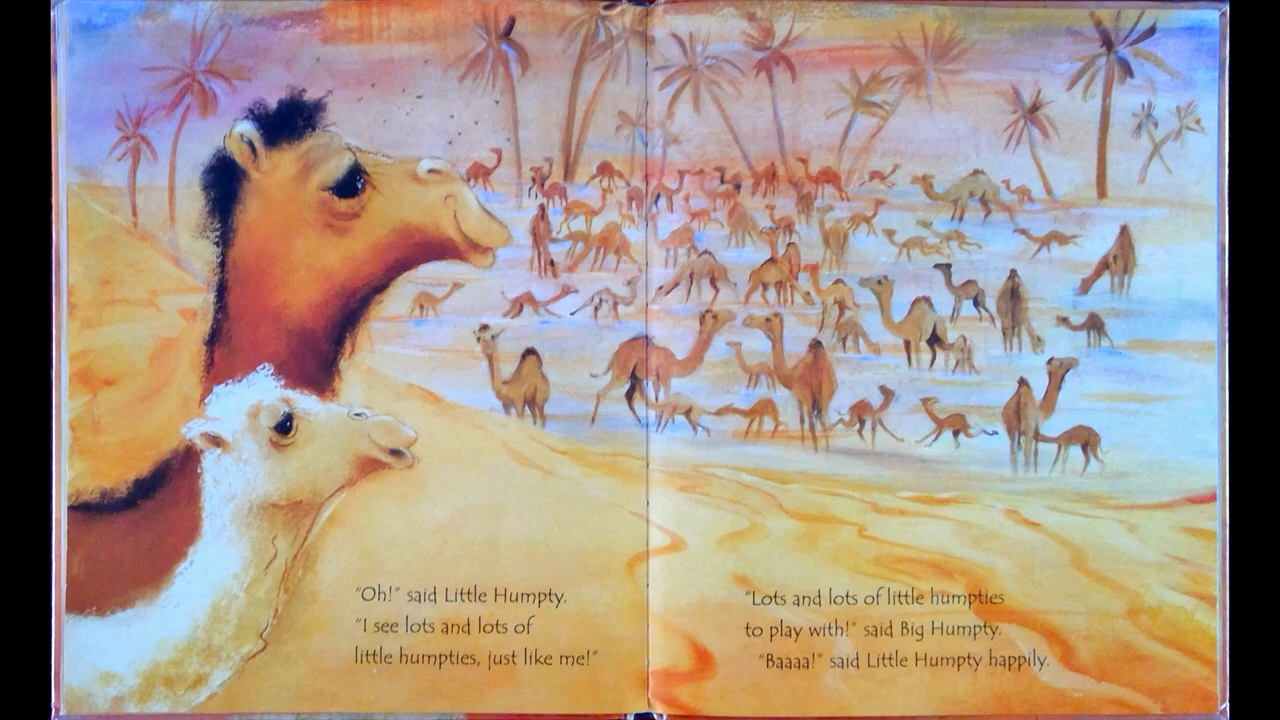 “Oh!” said Little Humpty.
“I see lots and lots of
little humpties, just like me!”
“Lots and lots of little humpties
to play with!” said Big Humpty.
“Baaaa!” said Little Humpty happily.